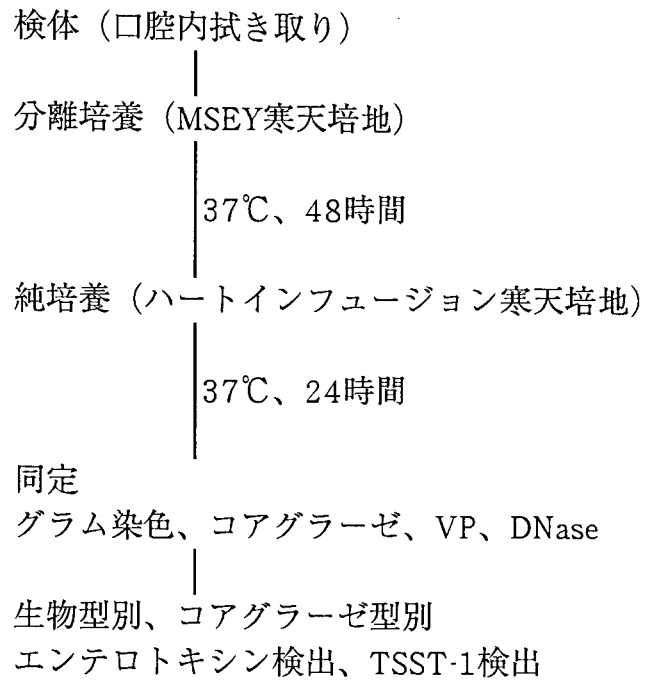 検体（口腔内拭き取り）
分離培養（MSEY寒天培地）
37℃、48時間
純培養（ハートインフュージョン寒天培地）
37℃、24時間
同定
グラム染色、コアグラーゼ、VP、DNase
生物型別、コアグラーゼ型別
エンテロトキシン検出、TSST-1検出